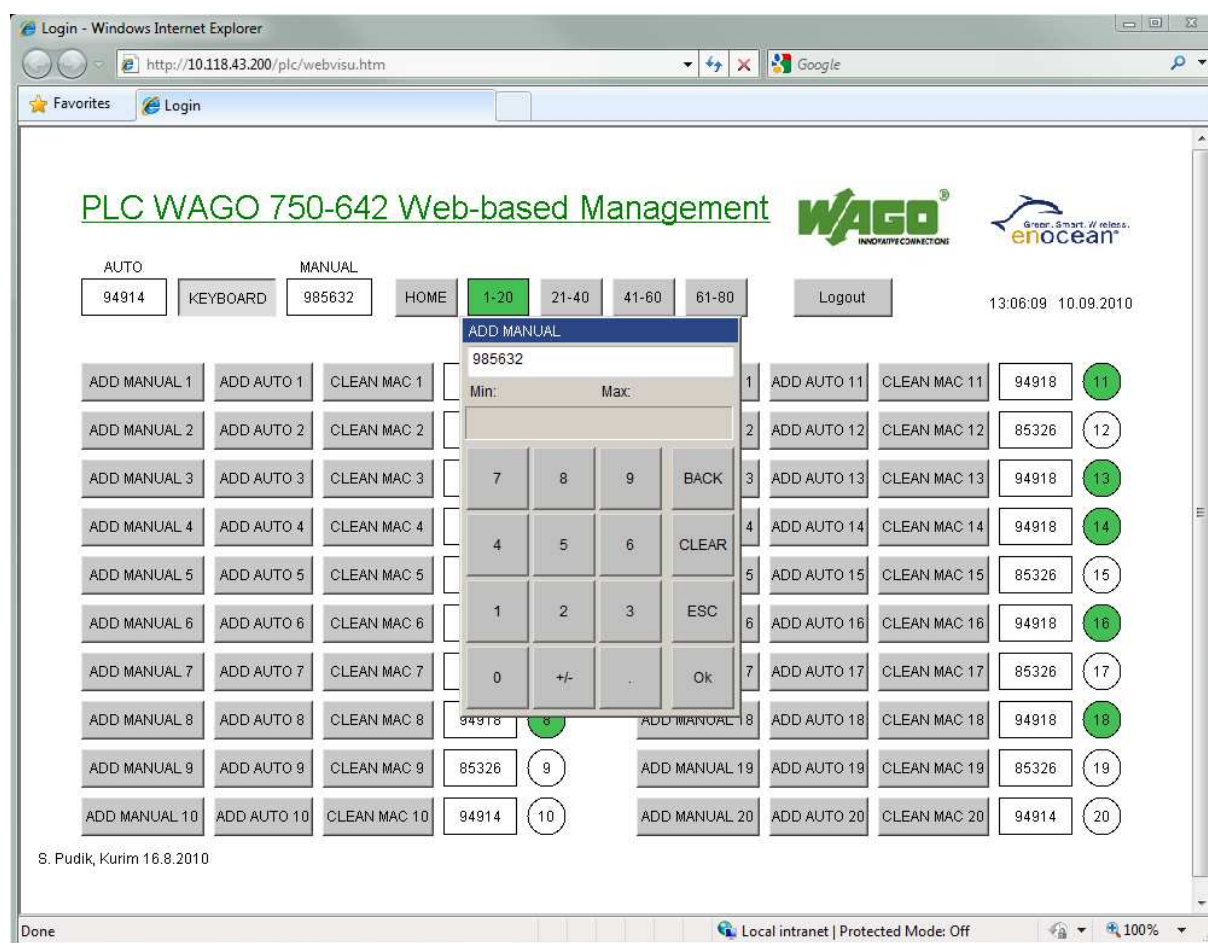 Login - Windows Internet Explorer
http://10.118.43.200/plc/webvisu.htm
Google
Favorites
Login
PLC WAGO 750-642 Web-based Management
WAGO®
INNOVATIVE CONNECTIONS
Green. Smart. Wireless.
enocean®
AUTO MANUAL
94914 KEYBOARD 985632 HOME 1-20 21-40 41-60 61-80 Logout 13:06:09 10.09.2010
ADD MANUAL
985632
Min: Max:
7 8 9 BACK
4 5 6 CLEAR
1 2 3 ESC
0 +/- . Ok
ADD MANUAL 1 ADD AUTO 1 CLEAN MAC 1 1 ADD AUTO 11 CLEAN MAC 11 94918 11
ADD MANUAL 2 ADD AUTO 2 CLEAN MAC 2 2 ADD AUTO 12 CLEAN MAC 12 85326 12
ADD MANUAL 3 ADD AUTO 3 CLEAN MAC 3 3 ADD AUTO 13 CLEAN MAC 13 94918 13
ADD MANUAL 4 ADD AUTO 4 CLEAN MAC 4 4 ADD AUTO 14 CLEAN MAC 14 94918 14
ADD MANUAL 5 ADD AUTO 5 CLEAN MAC 5 5 ADD AUTO 15 CLEAN MAC 15 85326 15
ADD MANUAL 6 ADD AUTO 6 CLEAN MAC 6 6 ADD AUTO 16 CLEAN MAC 16 94918 16
ADD MANUAL 7 ADD AUTO 7 CLEAN MAC 7 7 ADD AUTO 17 CLEAN MAC 17 85326 17
ADD MANUAL 8 ADD AUTO 8 CLEAN MAC 8 94918 8 ADD MANUAL 18 ADD AUTO 18 CLEAN MAC 18 94918 18
ADD MANUAL 9 ADD AUTO 9 CLEAN MAC 9 85326 9 ADD MANUAL 19 ADD AUTO 19 CLEAN MAC 19 85326 19
ADD MANUAL 10 ADD AUTO 10 CLEAN MAC 10 94914 10 ADD MANUAL 20 ADD AUTO 20 CLEAN MAC 20 94914 20
S. Pudik, Kurim 16.8.2010
Done Local intranet | Protected Mode: Off 100%